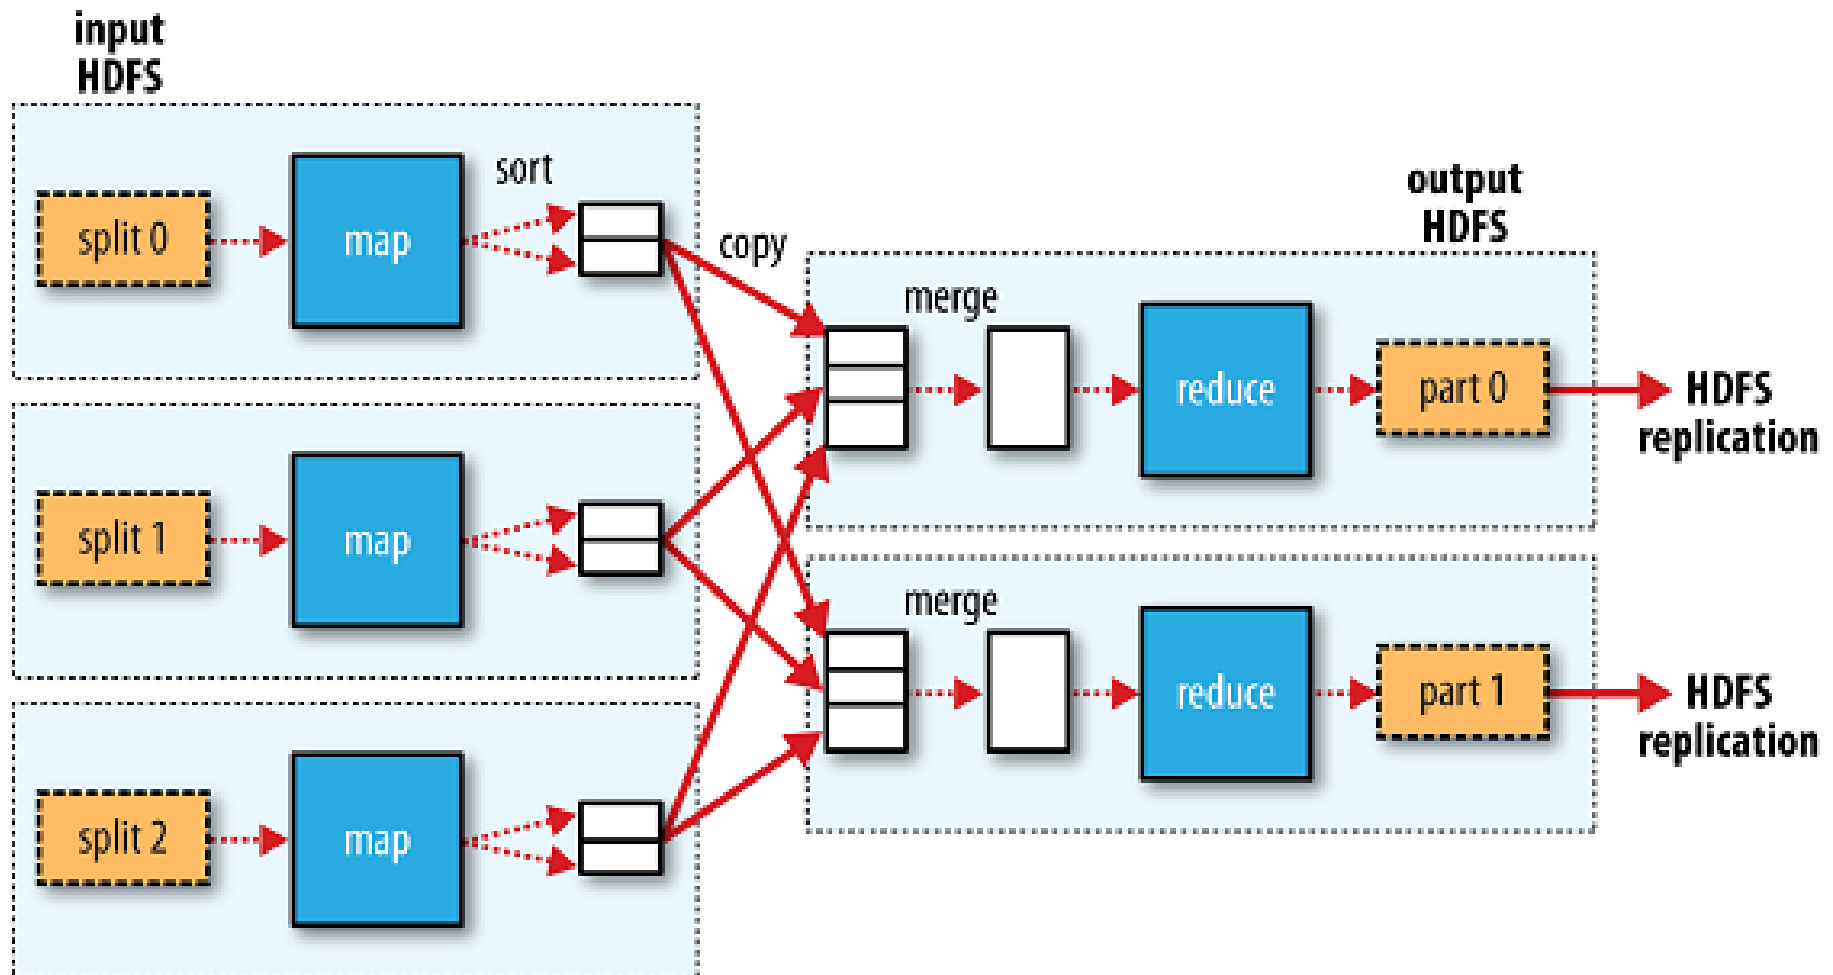 input
HDFS
split 0
map
sort
copy
split 1
map
split 2
map
output
HDFS
merge
reduce
part 0
HDFS
replication
merge
reduce
part 1
HDFS
replication